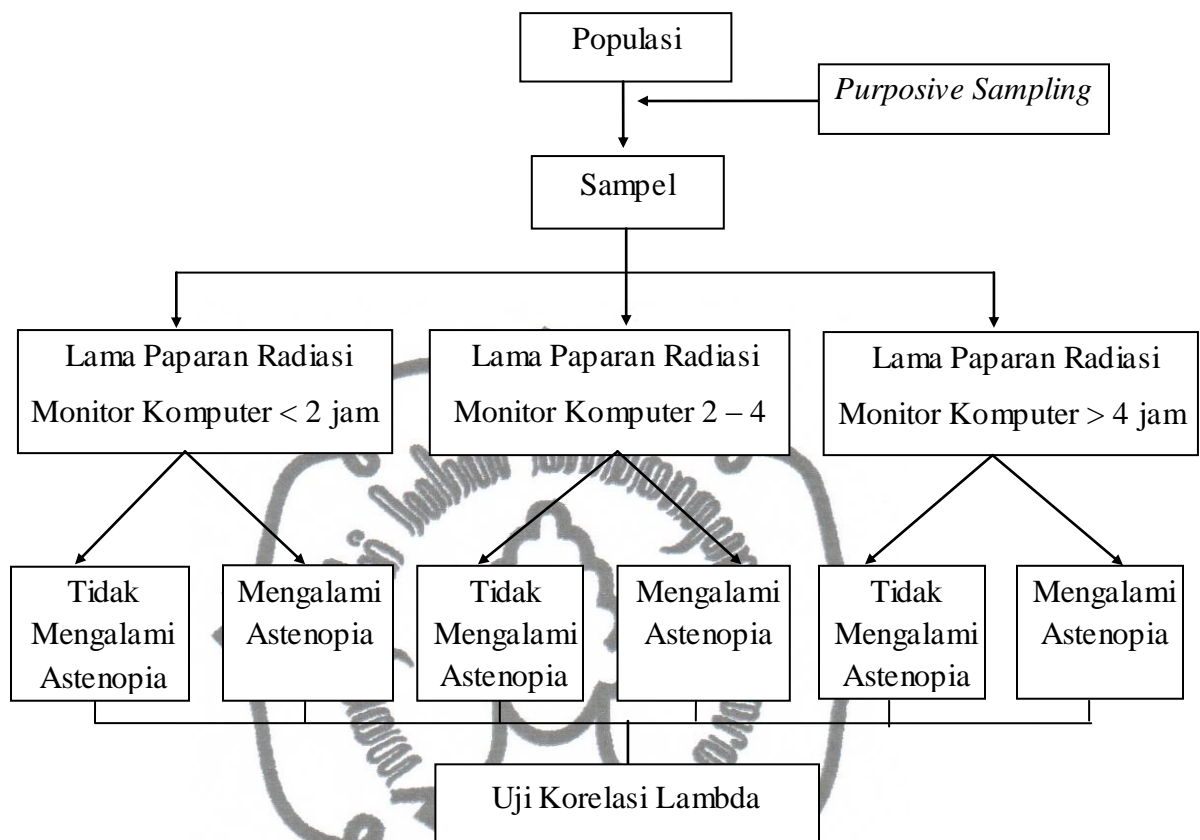 Populasi
Purposive Sampling
Sampel
Lama Paparan Radiasi
Monitor Komputer < 2 jam
Lama Paparan Radiasi
Monitor Komputer 2 – 4
Lama Paparan Radiasi
Monitor Komputer > 4 jam
Tidak
Mengalami
Astenopia
Mengalami
Astenopia
Tidak
Mengalami
Astenopia
Mengalami
Astenopia
Tidak
Mengalami
Astenopia
Mengalami
Astenopia
Uji Korelasi Lambda